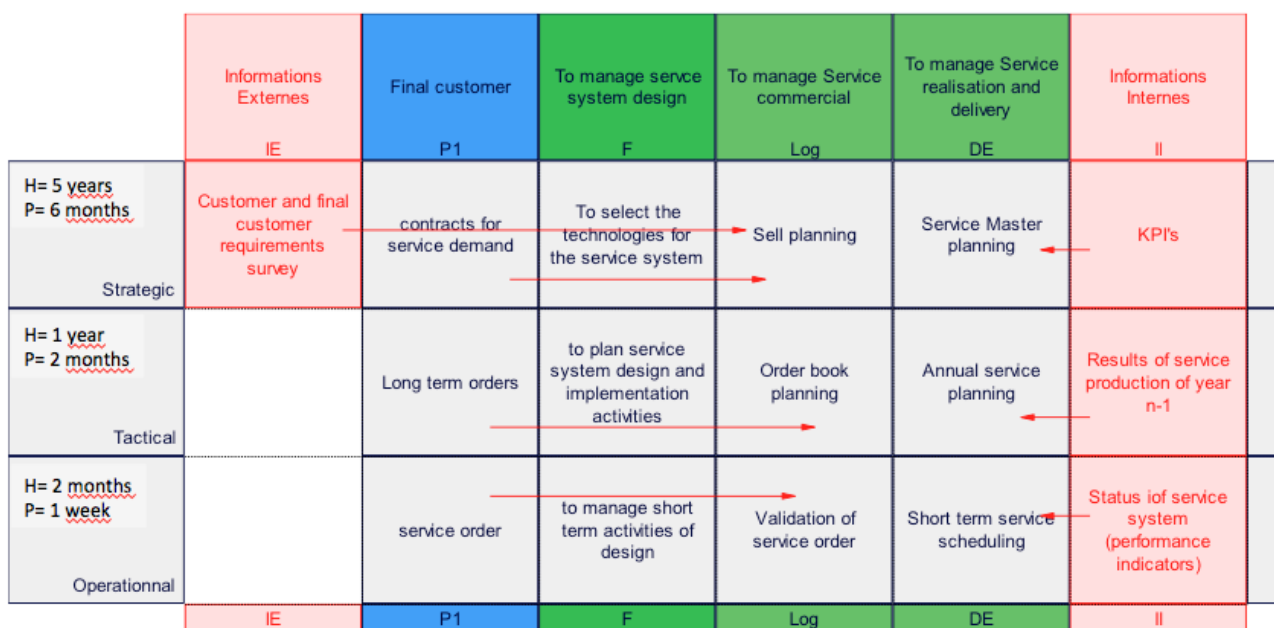 Informations
Externes
IE
Final customer
P1
To manage servce
system design
F
To manage Service
commercial
Log
To manage Service
realisation and
delivery
DE
Informations
Internes
II
H= 5 years
P= 6 months
Strategic
Customer and final
customer
requirements
survey
contracts for
service demand
To select the
technologies for
the service system
Sell planning
Service Master
planning
KPI's
H= 1 year
P= 2 months
Tactical
Long term orders
to plan service
system design and
implementation
activities
Order book
planning
Annual service
planning
Results of service
production of year
n-1
H= 2 months
P= 1 week
Operationnal
service order
to manage short
term activities of
design
Validation of
service order
Short term service
scheduling
Status iof service
system
(performance
indicators)
IE
P1
F
Log
DE
II